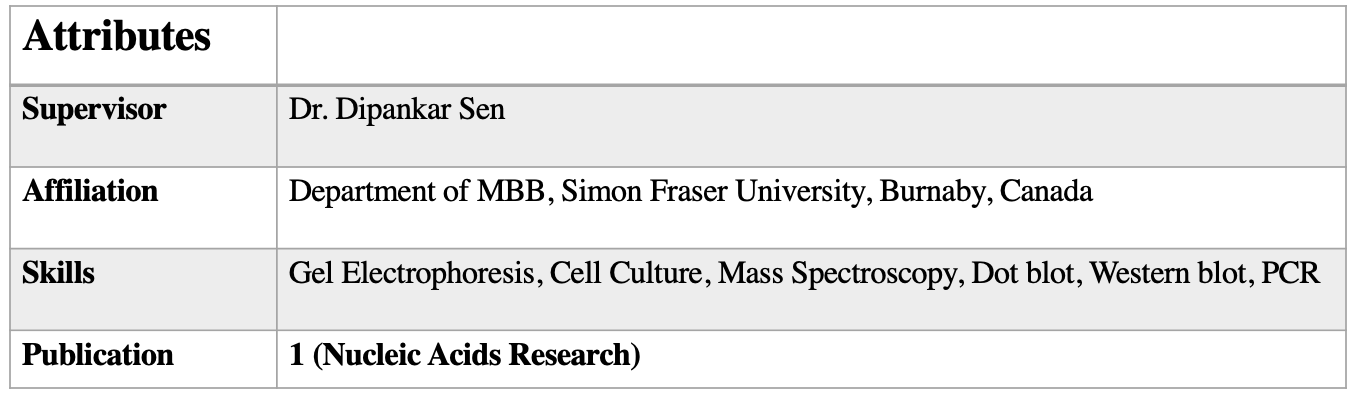 Attributes
Supervisor Dr. Dipankar Sen
Affiliation Department of MBB, Simon Fraser University, Burnaby, Canada
Skills Gel Electrophoresis, Cell Culture, Mass Spectroscopy, Dot blot, Western blot, PCR
Publication 1 (Nucleic Acids Research)